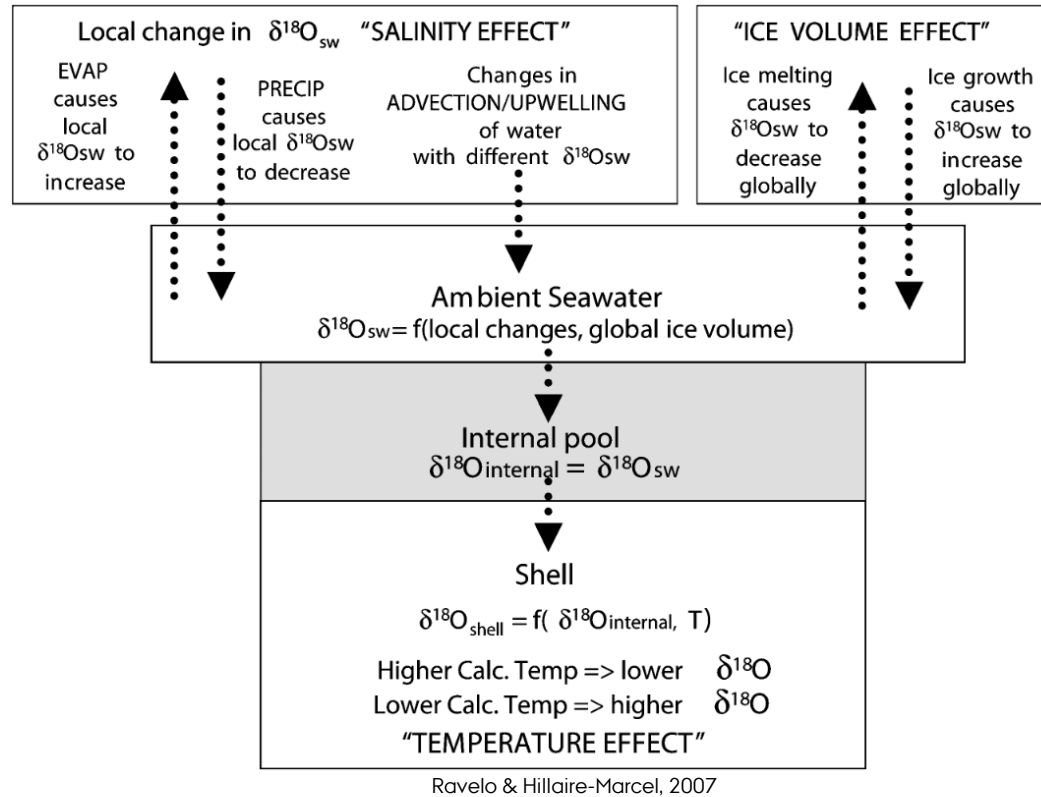 Local change in δ¹⁸Osw "SALINITY EFFECT"
EVAP
causes
local
δ¹⁸Osw to
increase
PRECIP
causes
local δ¹⁸Osw
to decrease
Changes in
ADVECTION/UPWELLING
of water
with different δ¹⁸Osw
"ICE VOLUME EFFECT"
Ice melting
causes
δ¹⁸Osw to
decrease
globally
Ice growth
causes
δ¹⁸Osw to
increase
globally
Ambient Seawater
δ¹⁸Osw= f(local changes, global ice volume)
Internal pool
δ¹⁸Ointernal = δ¹⁸Osw
Shell
δ¹⁸Oshell = f( δ¹⁸Ointernal, T)
Higher Calc. Temp => lower δ¹⁸O
Lower Calc. Temp => higher δ¹⁸O
"TEMPERATURE EFFECT"
Ravelo & Hillaire-Marcel, 2007